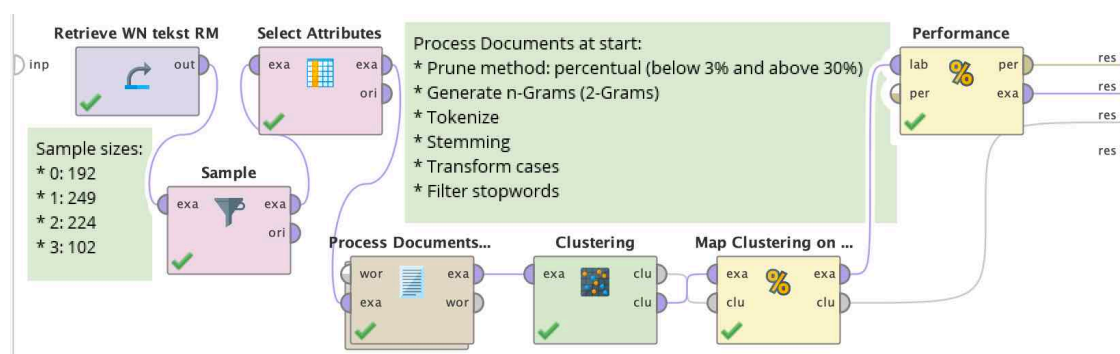 Retrieve WN tekst RM
inp
out
Select Attributes
exa
exa
ori
Process Documents at start:
* Prune method: percentual (below 3% and above 30%)
* Generate n-Grams (2-Grams)
* Tokenize
* Stemming
* Transform cases
* Filter stopwords
Performance
lab
per
per
exa
res
res
res
res
Sample sizes:
* 0: 192
* 1: 249
* 2: 224
* 3: 102
Sample
exa
exa
ori
Process Documents...
wor
exa
exa
wor
Clustering
exa
clu
clu
Map Clustering on ...
exa
exa
clu
clu